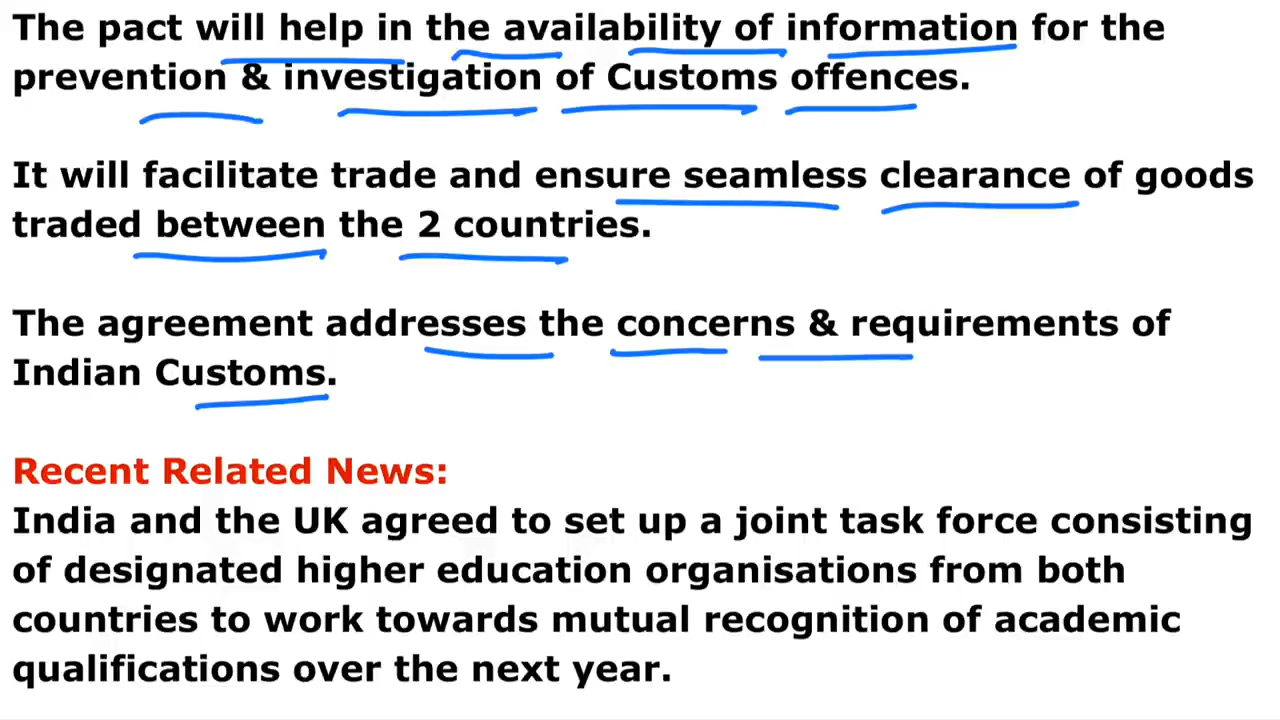 The pact will help in the availability of information for the
prevention & investigation of Customs offences.
It will facilitate trade and ensure seamless clearance of goods
traded between the 2 countries.
The agreement addresses the concerns & requirements of
Indian Customs.
Recent Related News:
India and the UK agreed to set up a joint task force consisting
of designated higher education organisations from both
countries to work towards mutual recognition of academic
qualifications over the next year.